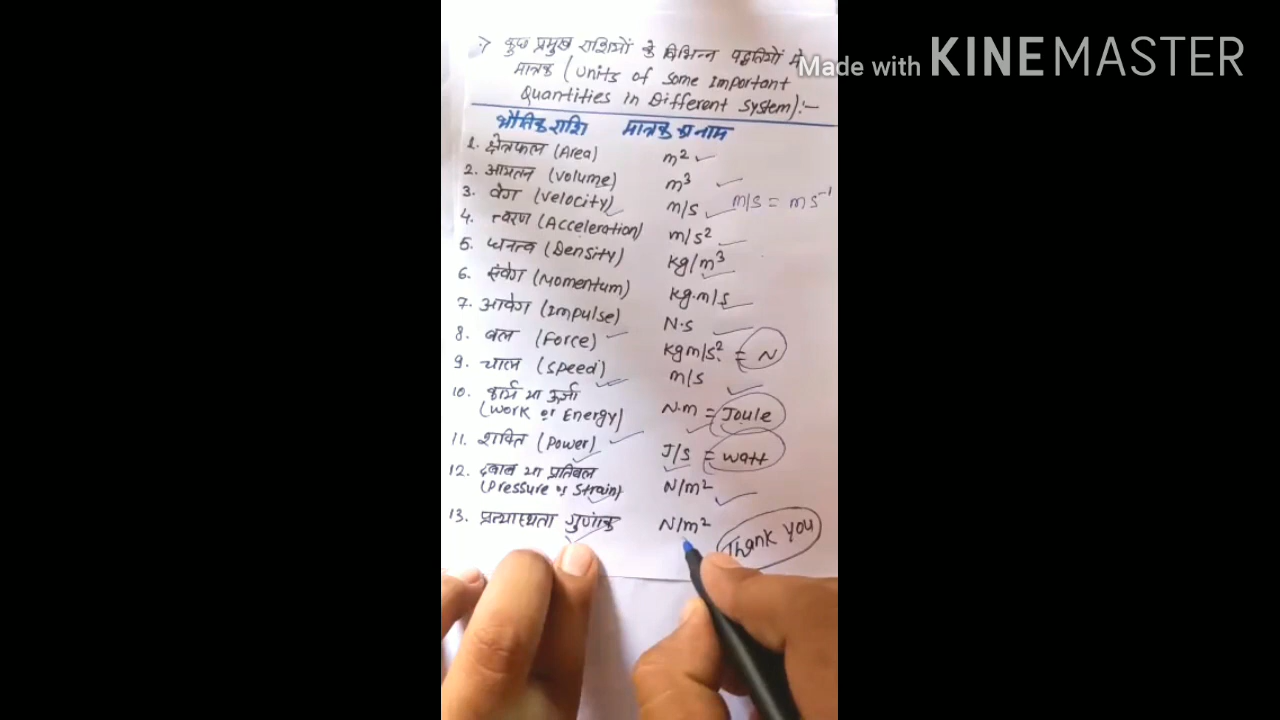 :→ कुछ प्रमुख राशियों के विभिन्न पद्धतियों मे
मात्रक (Units of some Important
Quantities in Different System):-
Made with KINEMASTER
भौतिक राशि मात्रक का नाम
1. क्षेत्रफल (Area) m²
2. आयतन (Volume) m³
3. वेग (Velocity) m/s m/s = ms⁻¹
4. त्वरण (Acceleration) m/s²
5. घनत्व (Density) kg/m³
6. संवेग (Momentum) kg.m/s
7. आवेग (Impulse) N.s
8. बल (Force) kgm/s² = N
9. चाल (Speed) m/s
10. कार्य या ऊर्जा
(Work or Energy) N.m = Joule
11. शक्ति (Power) J/s = Watt
12. दबाब या प्रतिबल
(Pressure or Strain) N/m²
13. प्रत्यास्थता गुणांक N/m²
Thank you